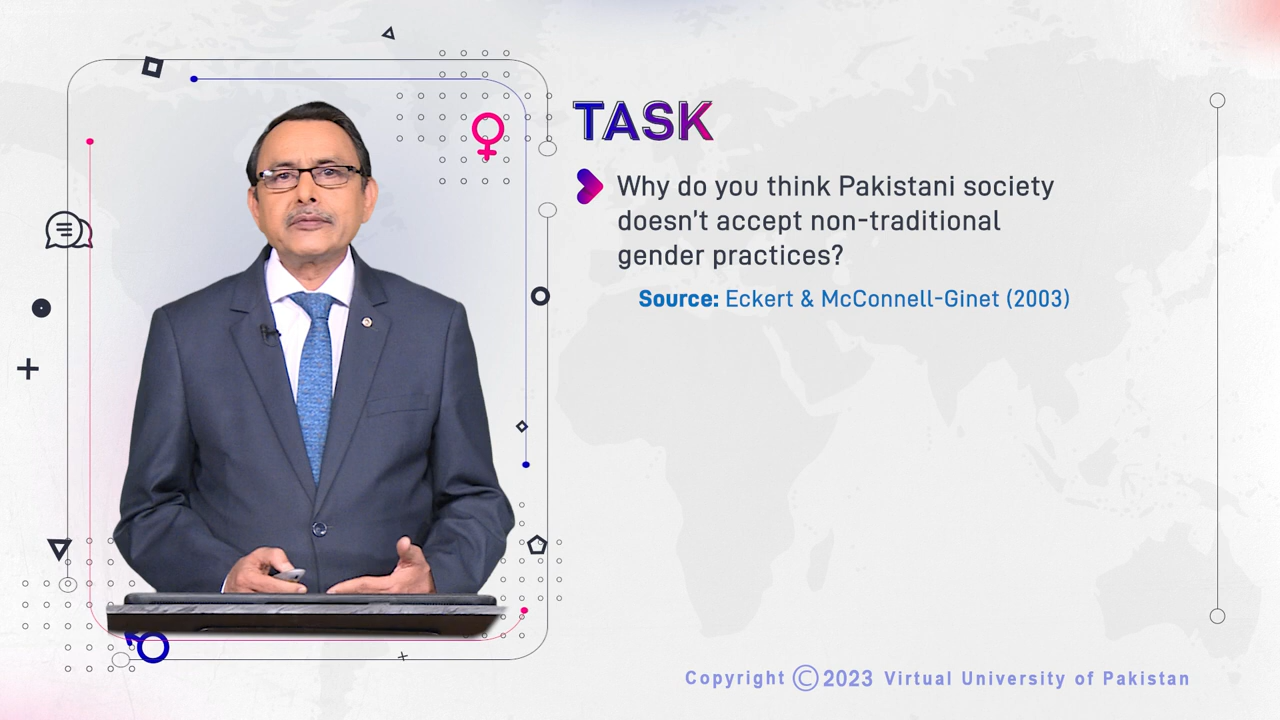 TASK
Why do you think Pakistani society
doesn't accept non-traditional
gender practices?
Source: Eckert & McConnell-Ginet (2003)
Copyright ©2023 Virtual University of Pakistan